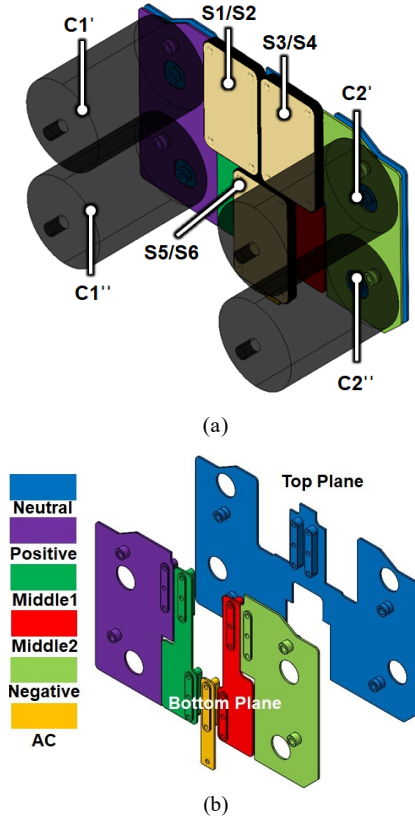 S1/S2
C1'
S3/S4
C2'
S5/S6
C1''
C2''
(a)
Top Plane
Neutral
Positive
Middle1
Middle2
Bottom Plane
Negative
AC
(b)